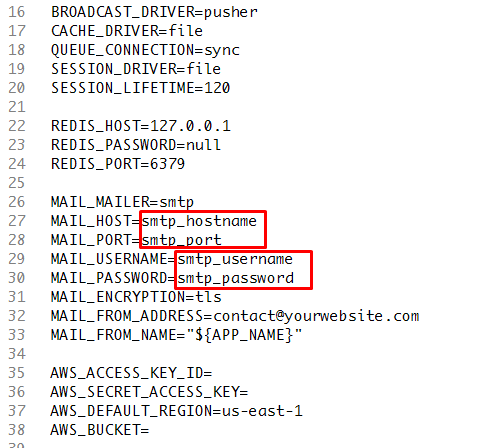 16 BROADCAST_DRIVER=pusher
17 CACHE_DRIVER=file
18 QUEUE_CONNECTION=sync
19 SESSION_DRIVER=file
20 SESSION_LIFETIME=120
21
22 REDIS_HOST=127.0.0.1
23 REDIS_PASSWORD=null
24 REDIS_PORT=6379
25
26 MAIL_MAILER=smtp
27 MAIL_HOST=smtp_hostname
28 MAIL_PORT=smtp_port
29 MAIL_USERNAME=smtp_username
30 MAIL_PASSWORD=smtp_password
31 MAIL_ENCRYPTION=tls
32 MAIL_FROM_ADDRESS=contact@yourwebsite.com
33 MAIL_FROM_NAME="${APP_NAME}"
34
35 AWS_ACCESS_KEY_ID=
36 AWS_SECRET_ACCESS_KEY=
37 AWS_DEFAULT_REGION=us-east-1
38 AWS_BUCKET=